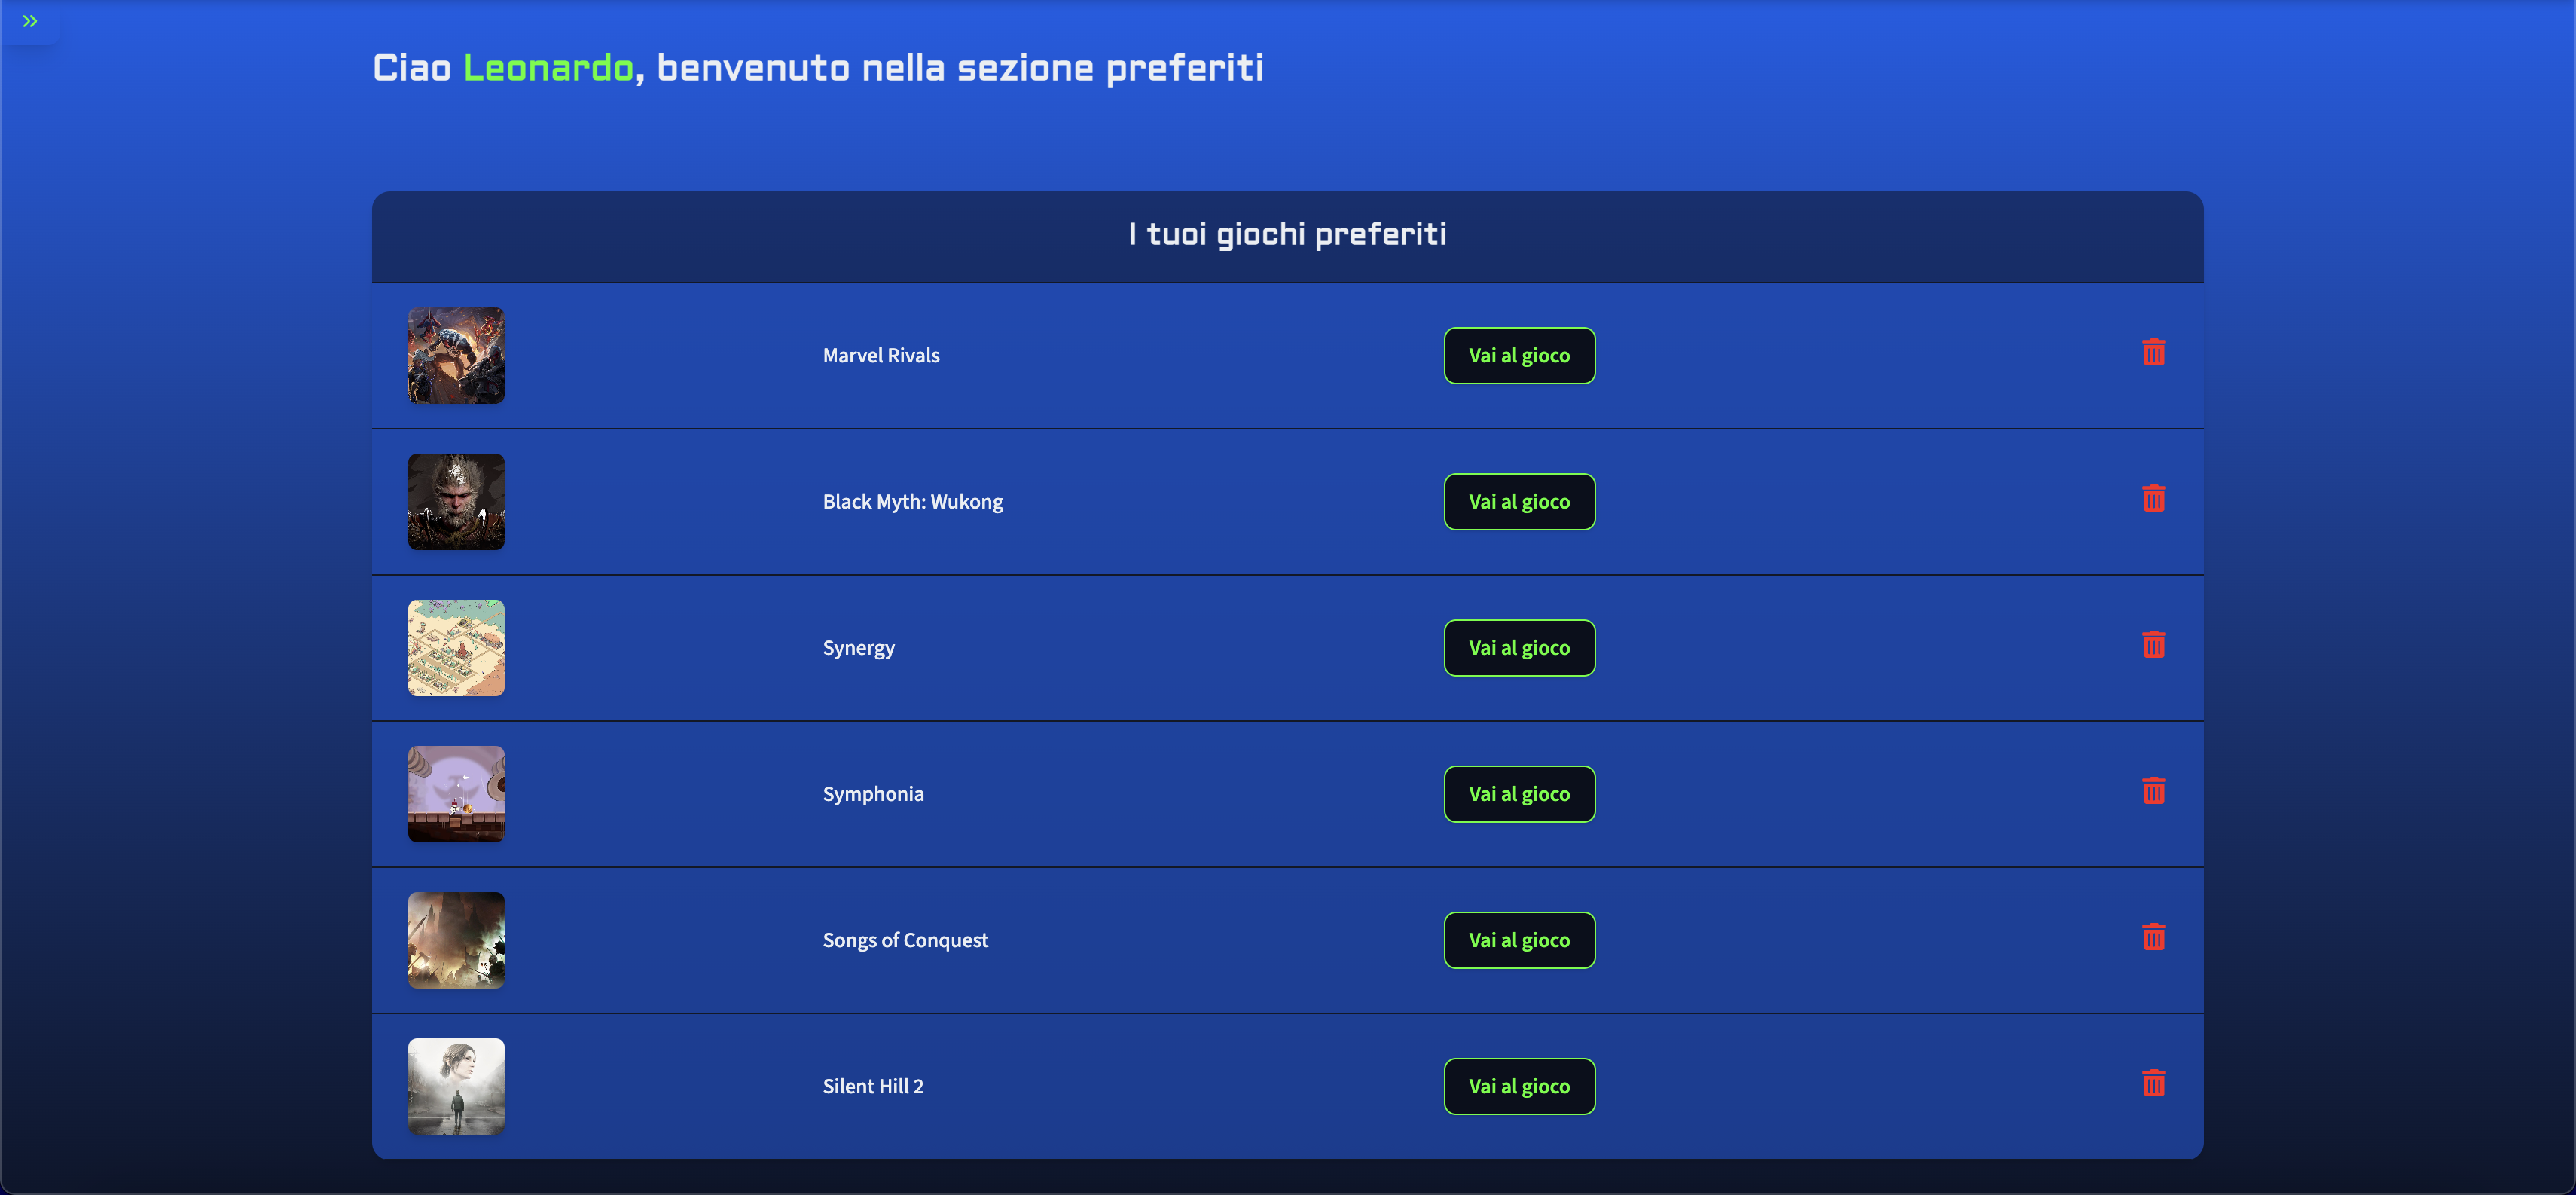 Ciao Leonardo, benvenuto nella sezione preferiti
I tuoi giochi preferiti
Marvel Rivals
Vai al gioco
Black Myth: Wukong
Vai al gioco
Synergy
Vai al gioco
Symphonia
Vai al gioco
Songs of Conquest
Vai al gioco
Silent Hill 2
Vai al gioco